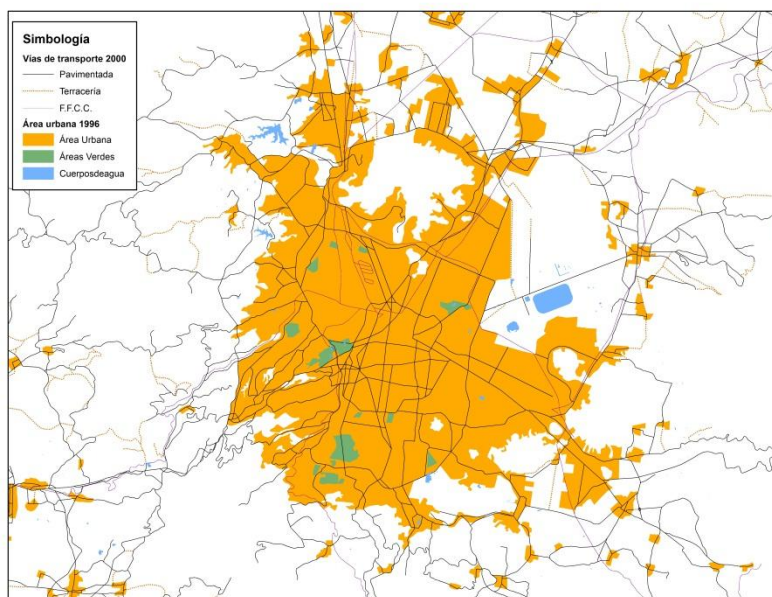 Simbología
Vías de transporte 2000
Pavimentada
Terracería
F.F.C.C.
Área urbana 1996
Área Urbana
Áreas Verdes
Cuerposdeagua